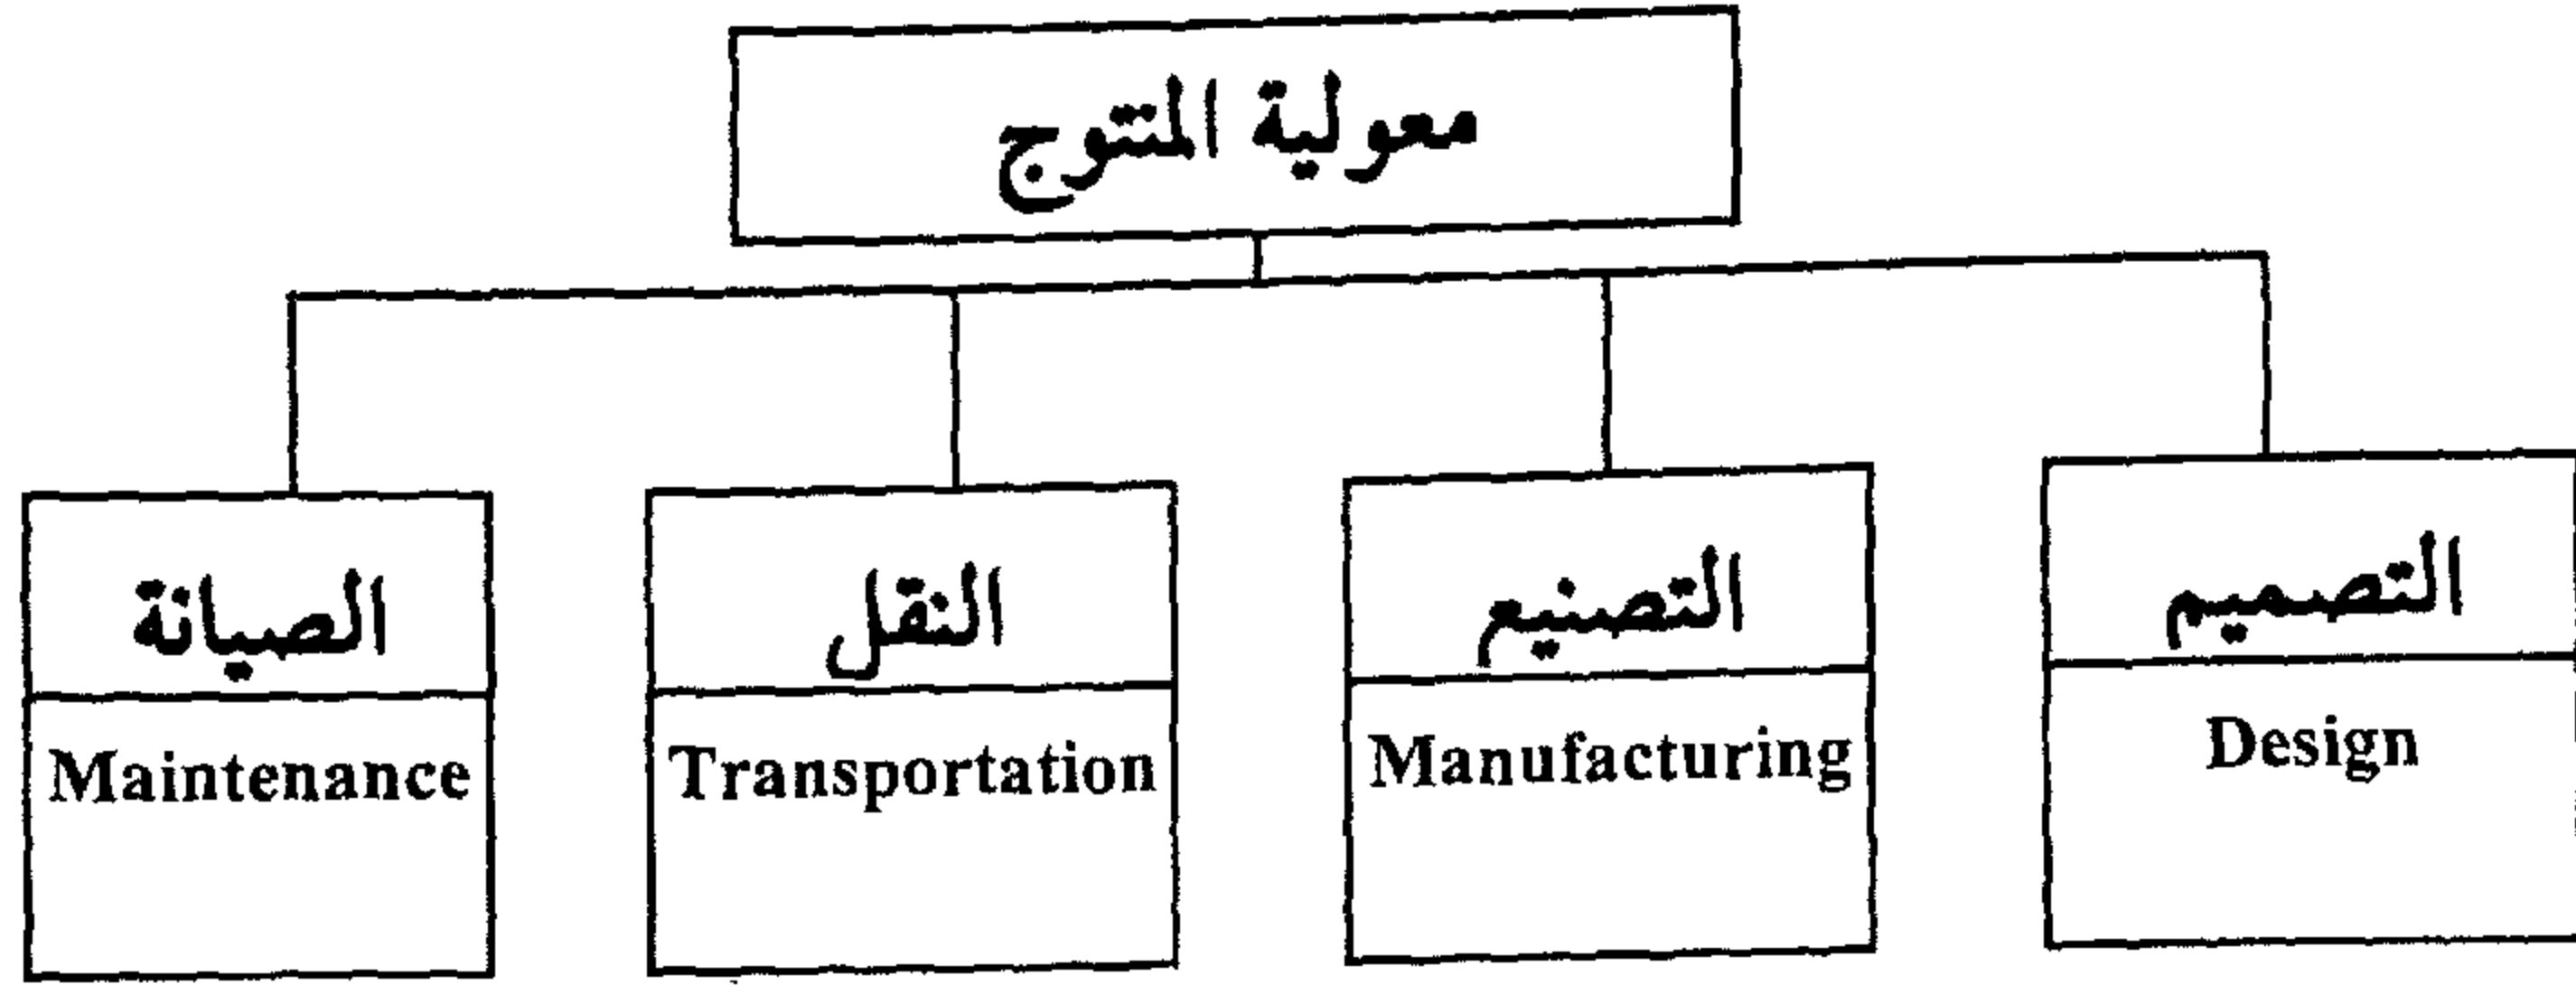 معولية المنتوج
التصميم
Design
التصنيع
Manufacturing
النقل
Transportation
الصيانة
Maintenance